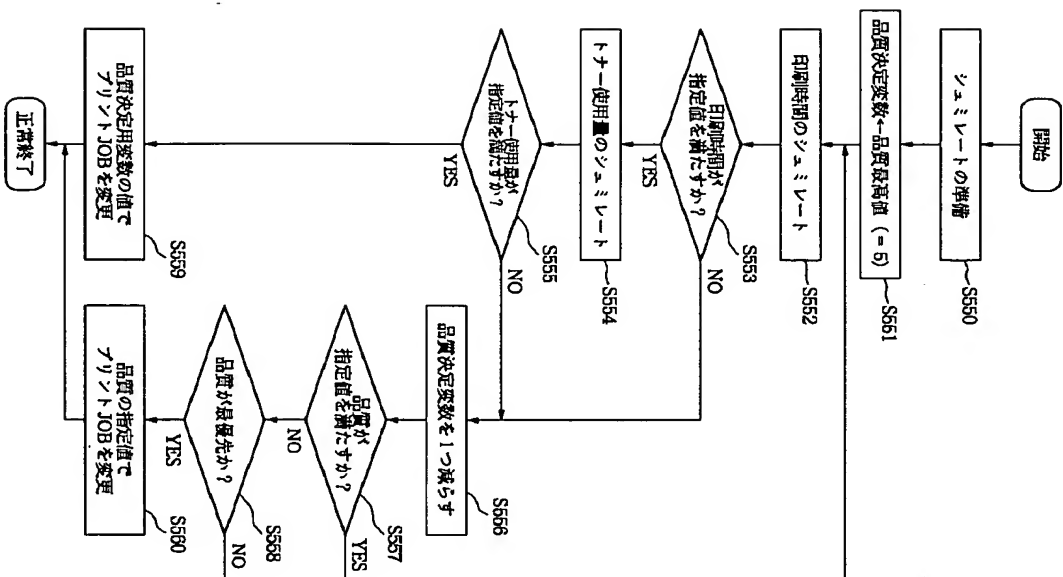 開始
シュミレートの準備
S550
品質決定変数←品質最高値 (=5)
S551
印刷時間のシュミレート
S552
印刷時間が
指定値を満たすか?
S553
YES
NO
トナー使用量のシュミレート
S554
トナー使用量が
指定値を満たすか?
S555
YES
NO
品質決定変数を1つ減らす
S556
品質が
指定値を満たすか?
S557
NO
YES
品質が最優先か?
S558
YES
NO
品質決定用変数の値で
プリントJOBを変更
S559
品質の指定値で
プリントJOBを変更
S560
正常終了